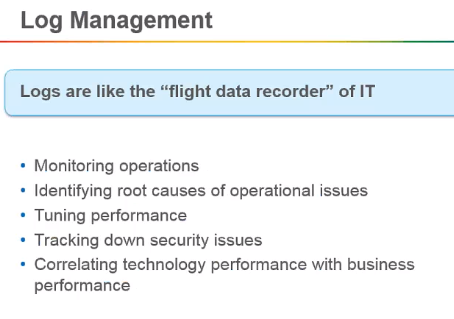 Log Management
Logs are like the “flight data recorder” of IT
• Monitoring operations
• Identifying root causes of operational issues
• Tuning performance
• Tracking down security issues
• Correlating technology performance with business
performance